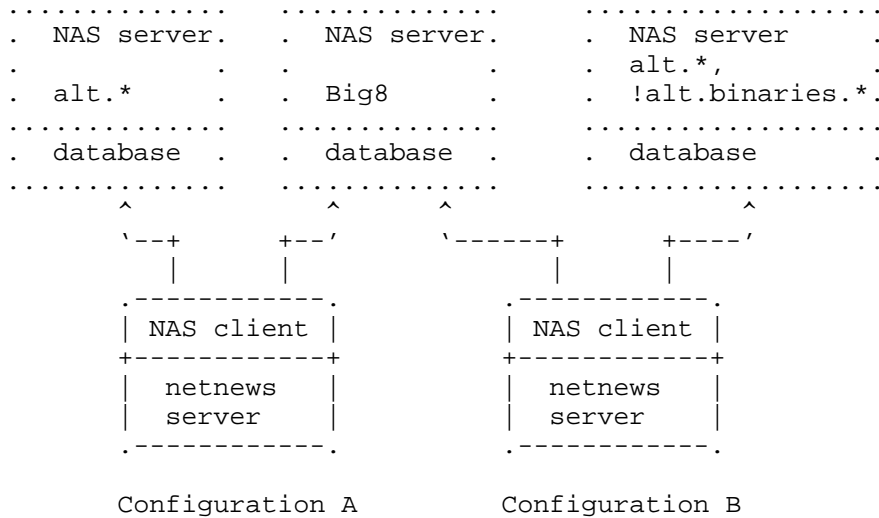 NAS server NAS server NAS server
alt.*,
alt.* Big8 !alt.binaries.*
database database database
NAS client NAS client
netnews netnews
server server
Configuration A Configuration B